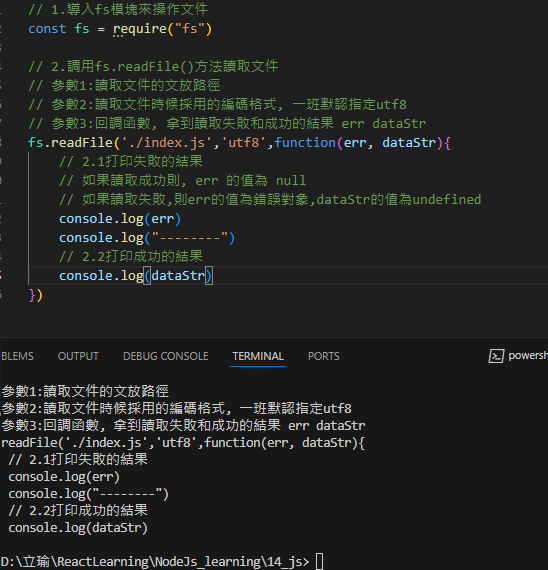 // 1.導入fs模塊來操作文件
const fs = require("fs")
// 2.調用fs.readFile()方法讀取文件
// 參數1:讀取文件的文放路徑
// 參數2:讀取文件時候採用的編碼格式, 一班默認指定utf8
// 參數3:回調函數, 拿到讀取失敗和成功的結果 err dataStr
fs.readFile('./index.js','utf8',function(err, dataStr){
// 2.1打印失敗的結果
// 如果讀取成功則, err 的值為 null
// 如果讀取失敗,則err的值為錯誤對象,dataStr的值為undefined
console.log(err)
console.log("--------")
// 2.2打印成功的結果
console.log(dataStr)
})
BLEMS OUTPUT DEBUG CONSOLE TERMINAL PORTS powersh
參數1:讀取文件的文放路徑
參數2:讀取文件時候採用的編碼格式, 一班默認指定utf8
參數3:回調函數, 拿到讀取失敗和成功的結果 err dataStr
readFile('./index.js','utf8',function(err, dataStr){
// 2.1打印失敗的結果
console.log(err)
console.log("--------")
// 2.2打印成功的結果
console.log(dataStr)
D:\立瑜\ReactLearning\NodeJs_learning\14_js>